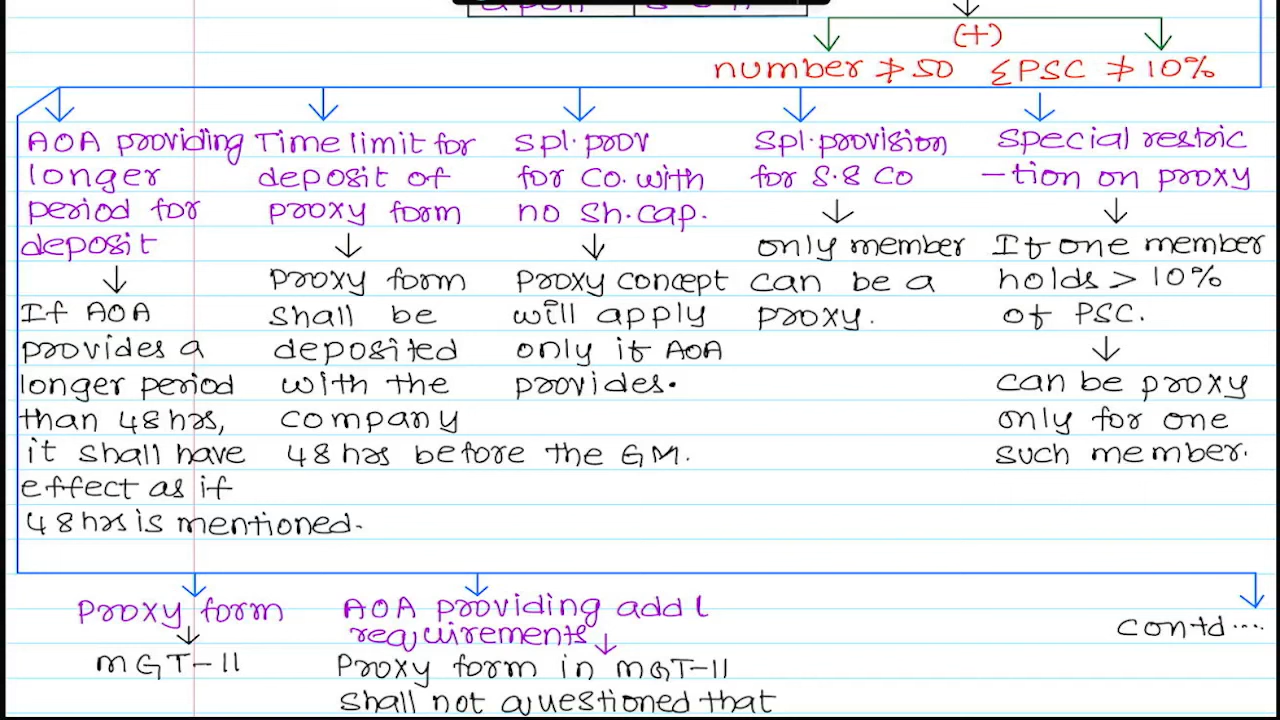 (+)
number ≯ 50 ΣPSC ≯ 10%
AOA providing
longer
period for
deposit
If AOA
provides a
longer period
than 48 hrs,
it shall have
effect as if
48 hrs is mentioned.
Time limit for
deposit of
proxy form
Proxy form
shall be
deposited
with the
company
48 hrs before the GM.
Spl. prov
for Co. with
no Sh. cap.
Proxy concept
will apply
only if AOA
provides.
Spl. provision
for S.8 Co
only member
can be a
proxy.
Special restric
-tion on proxy
If one member
holds > 10%
of PSC.
can be proxy
only for one
such member.
Proxy form
MGT-11
AOA providing addl
requirements
Proxy form in MGT-11
shall not questioned that
contd....